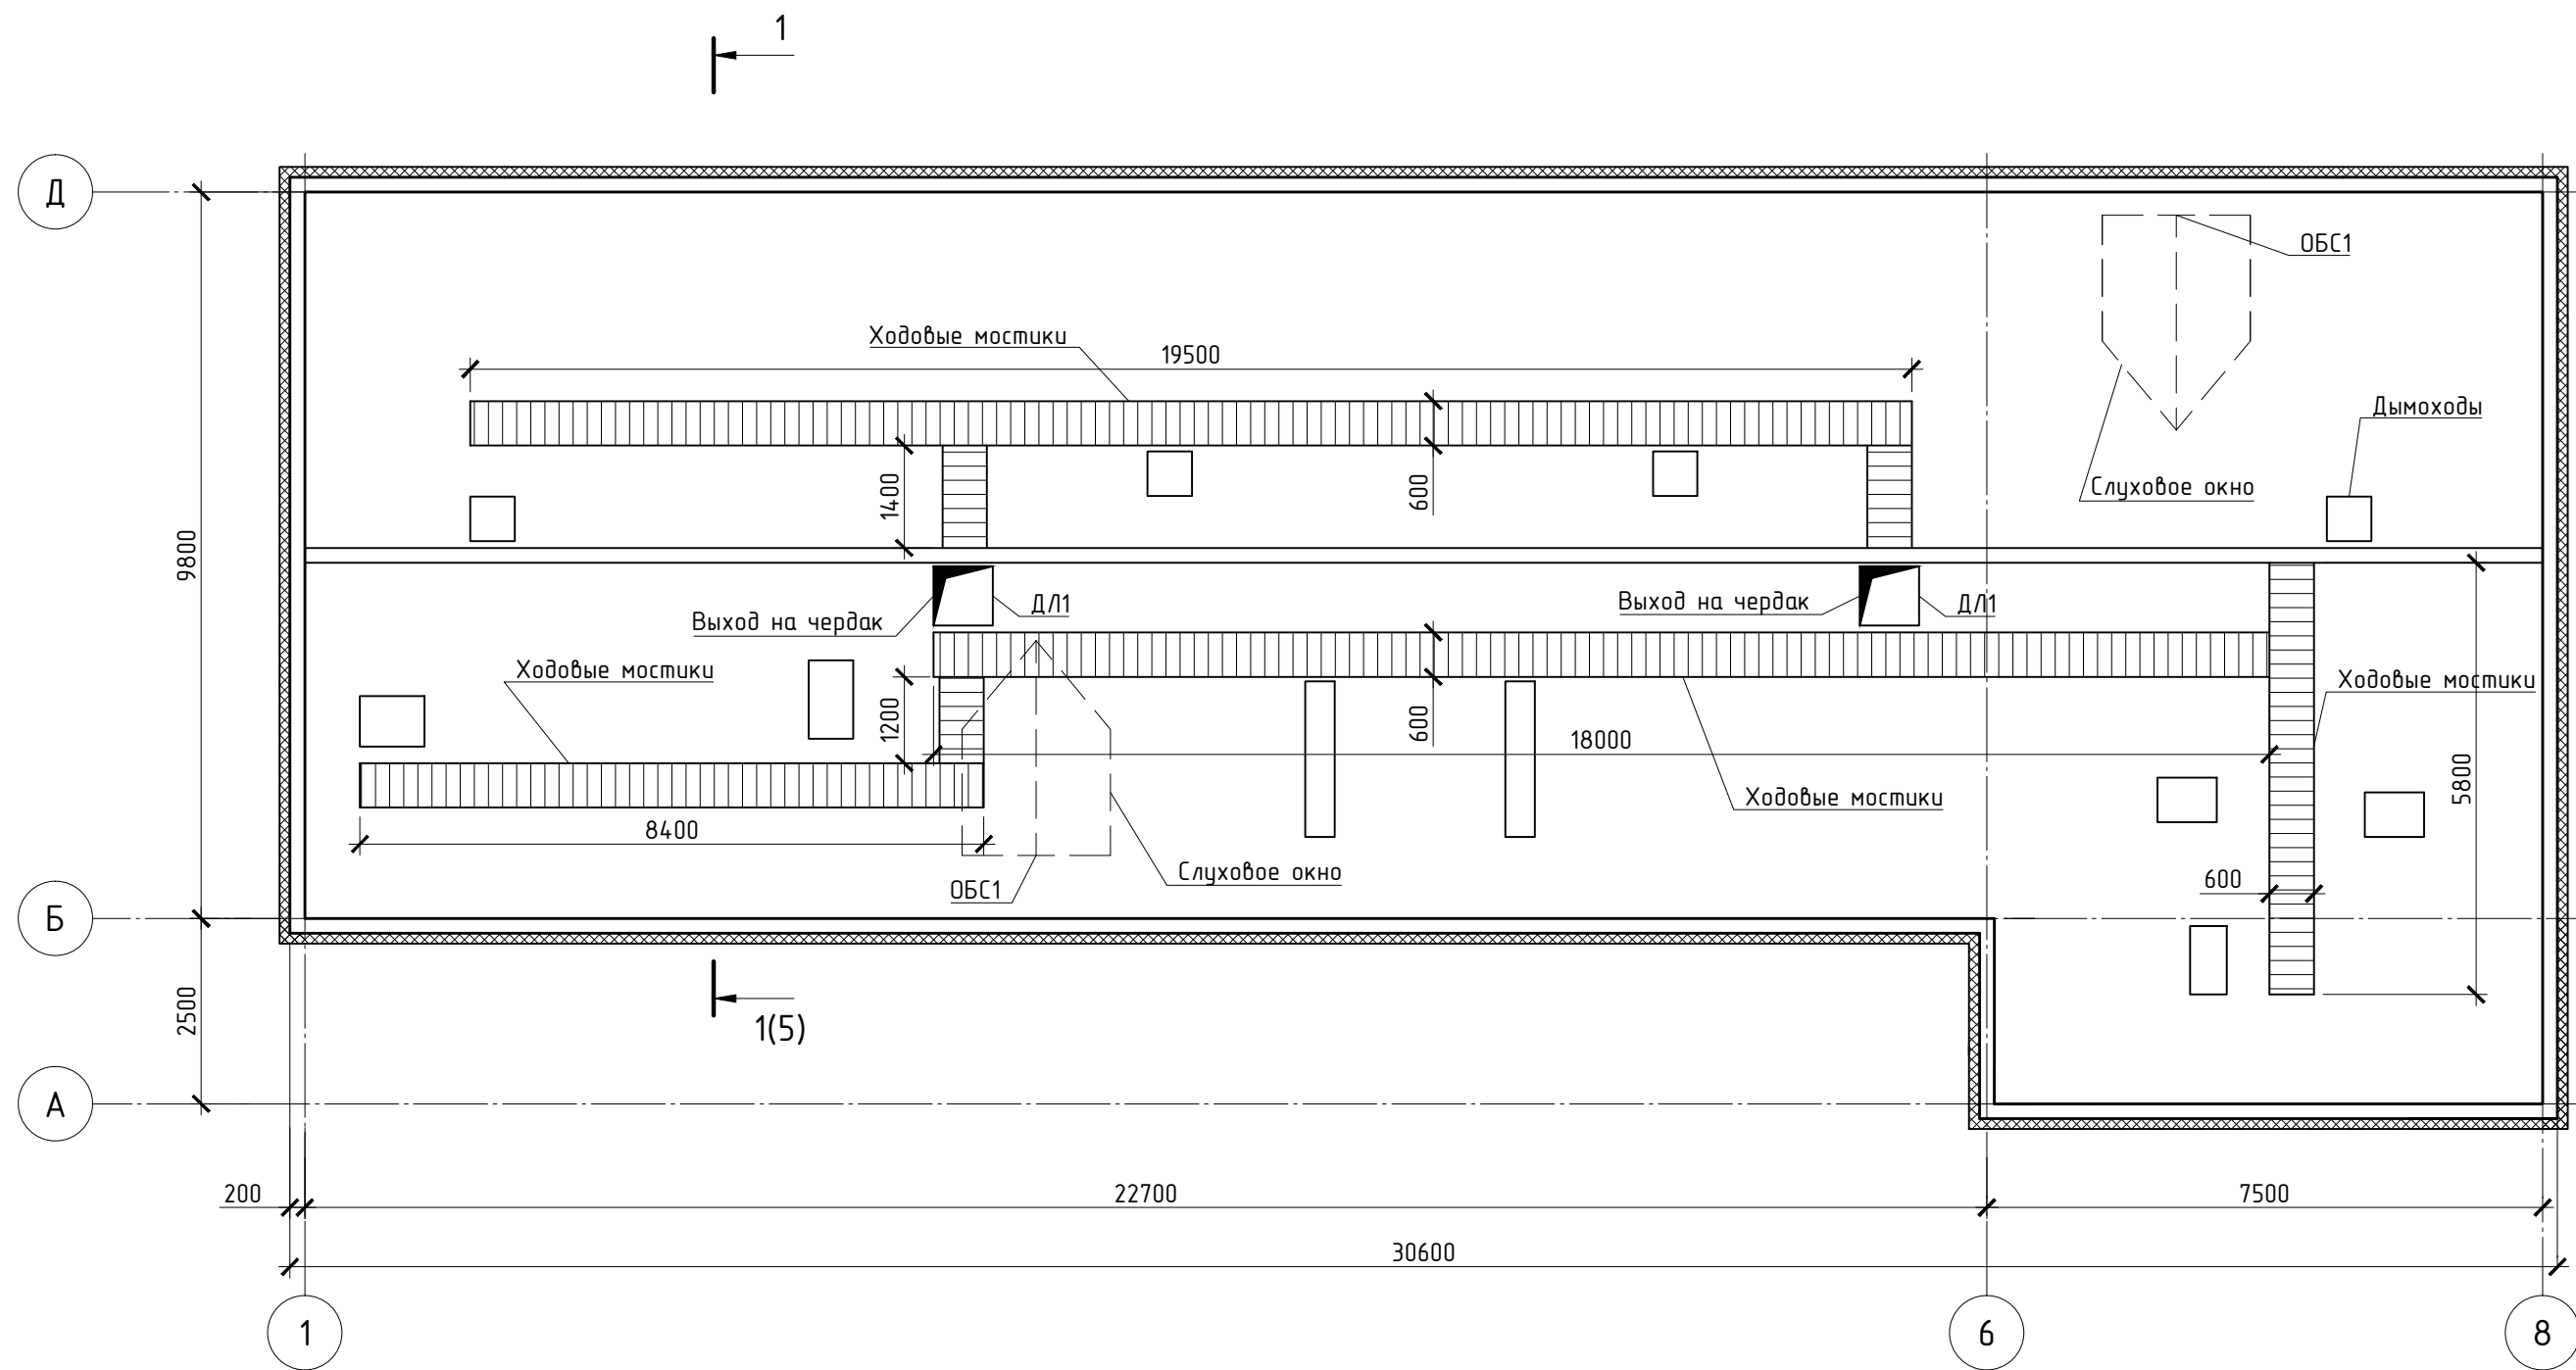 1
Д
ОБС1
Ходовые мостики
19500
Дымоходы
1400
600
Слуховое окно
9800
Выход на чердак
ДЛ1
Выход на чердак
ДЛ1
Ходовые мостики
Ходовые мостики
1200
600
18000
5800
Ходовые мостики
8400
Слуховое окно
ОБС1
600
Б
2500
1(5)
А
200
22700
7500
30600
1
6
8